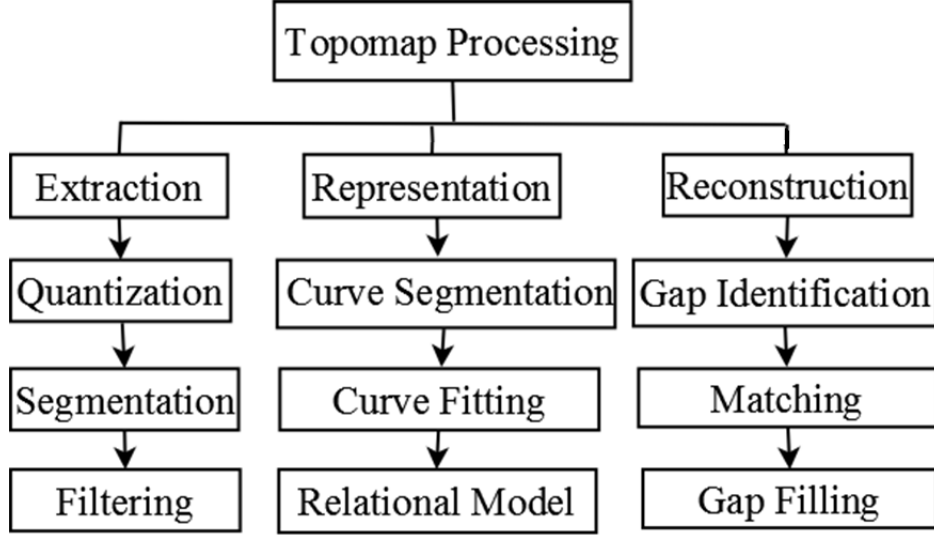 Topomap Processing
Extraction
Representation
Reconstruction
Quantization
Curve Segmentation
Gap Identification
Segmentation
Curve Fitting
Matching
Filtering
Relational Model
Gap Filling